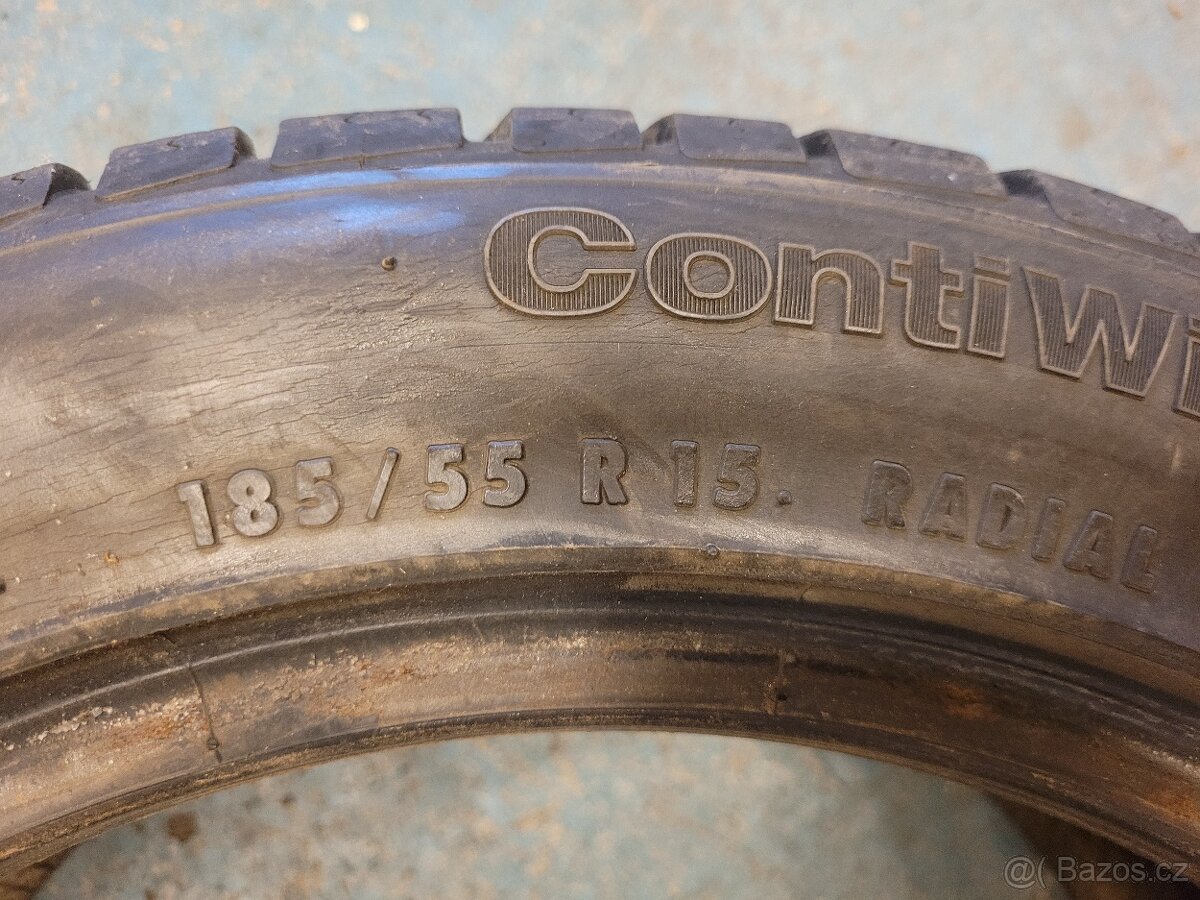 ContiWi
185/55 R 15. RADIAL
@( Bazos.cz